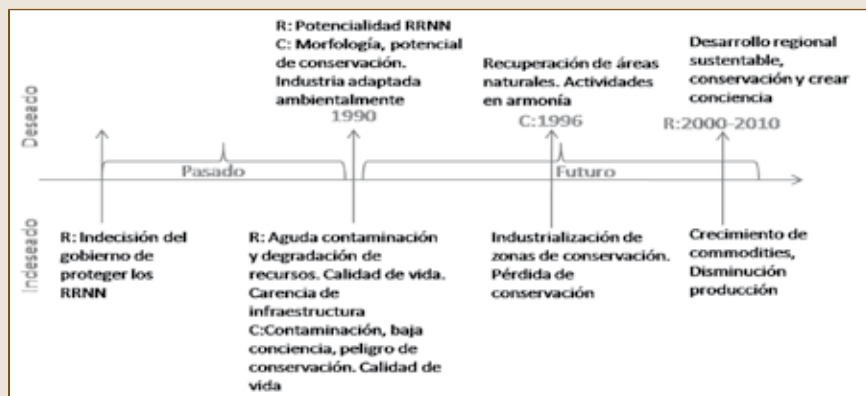 R: Potencialidad RRNN
C: Morfología, potencial
de conservación.
Industria adaptada
ambientalmente
1990
Recuperación de áreas
naturales. Actividades
en armonía
C:1996
Desarrollo regional
sustentable,
conservación y crear
conciencia
R:2000-2010
Deseado
Pasado
Futuro
Indeseado
R: Indecisión del
gobierno de
proteger los
RRNN
R: Aguda contaminación
y degradación de
recursos. Calidad de vida.
Carencia de
infraestructura
C:Contaminación, baja
conciencia, peligro de
conservación. Calidad de
vida
Industrialización de
zonas de conservación.
Pérdida de
conservación
Crecimiento de
commodities,
Disminución
producción